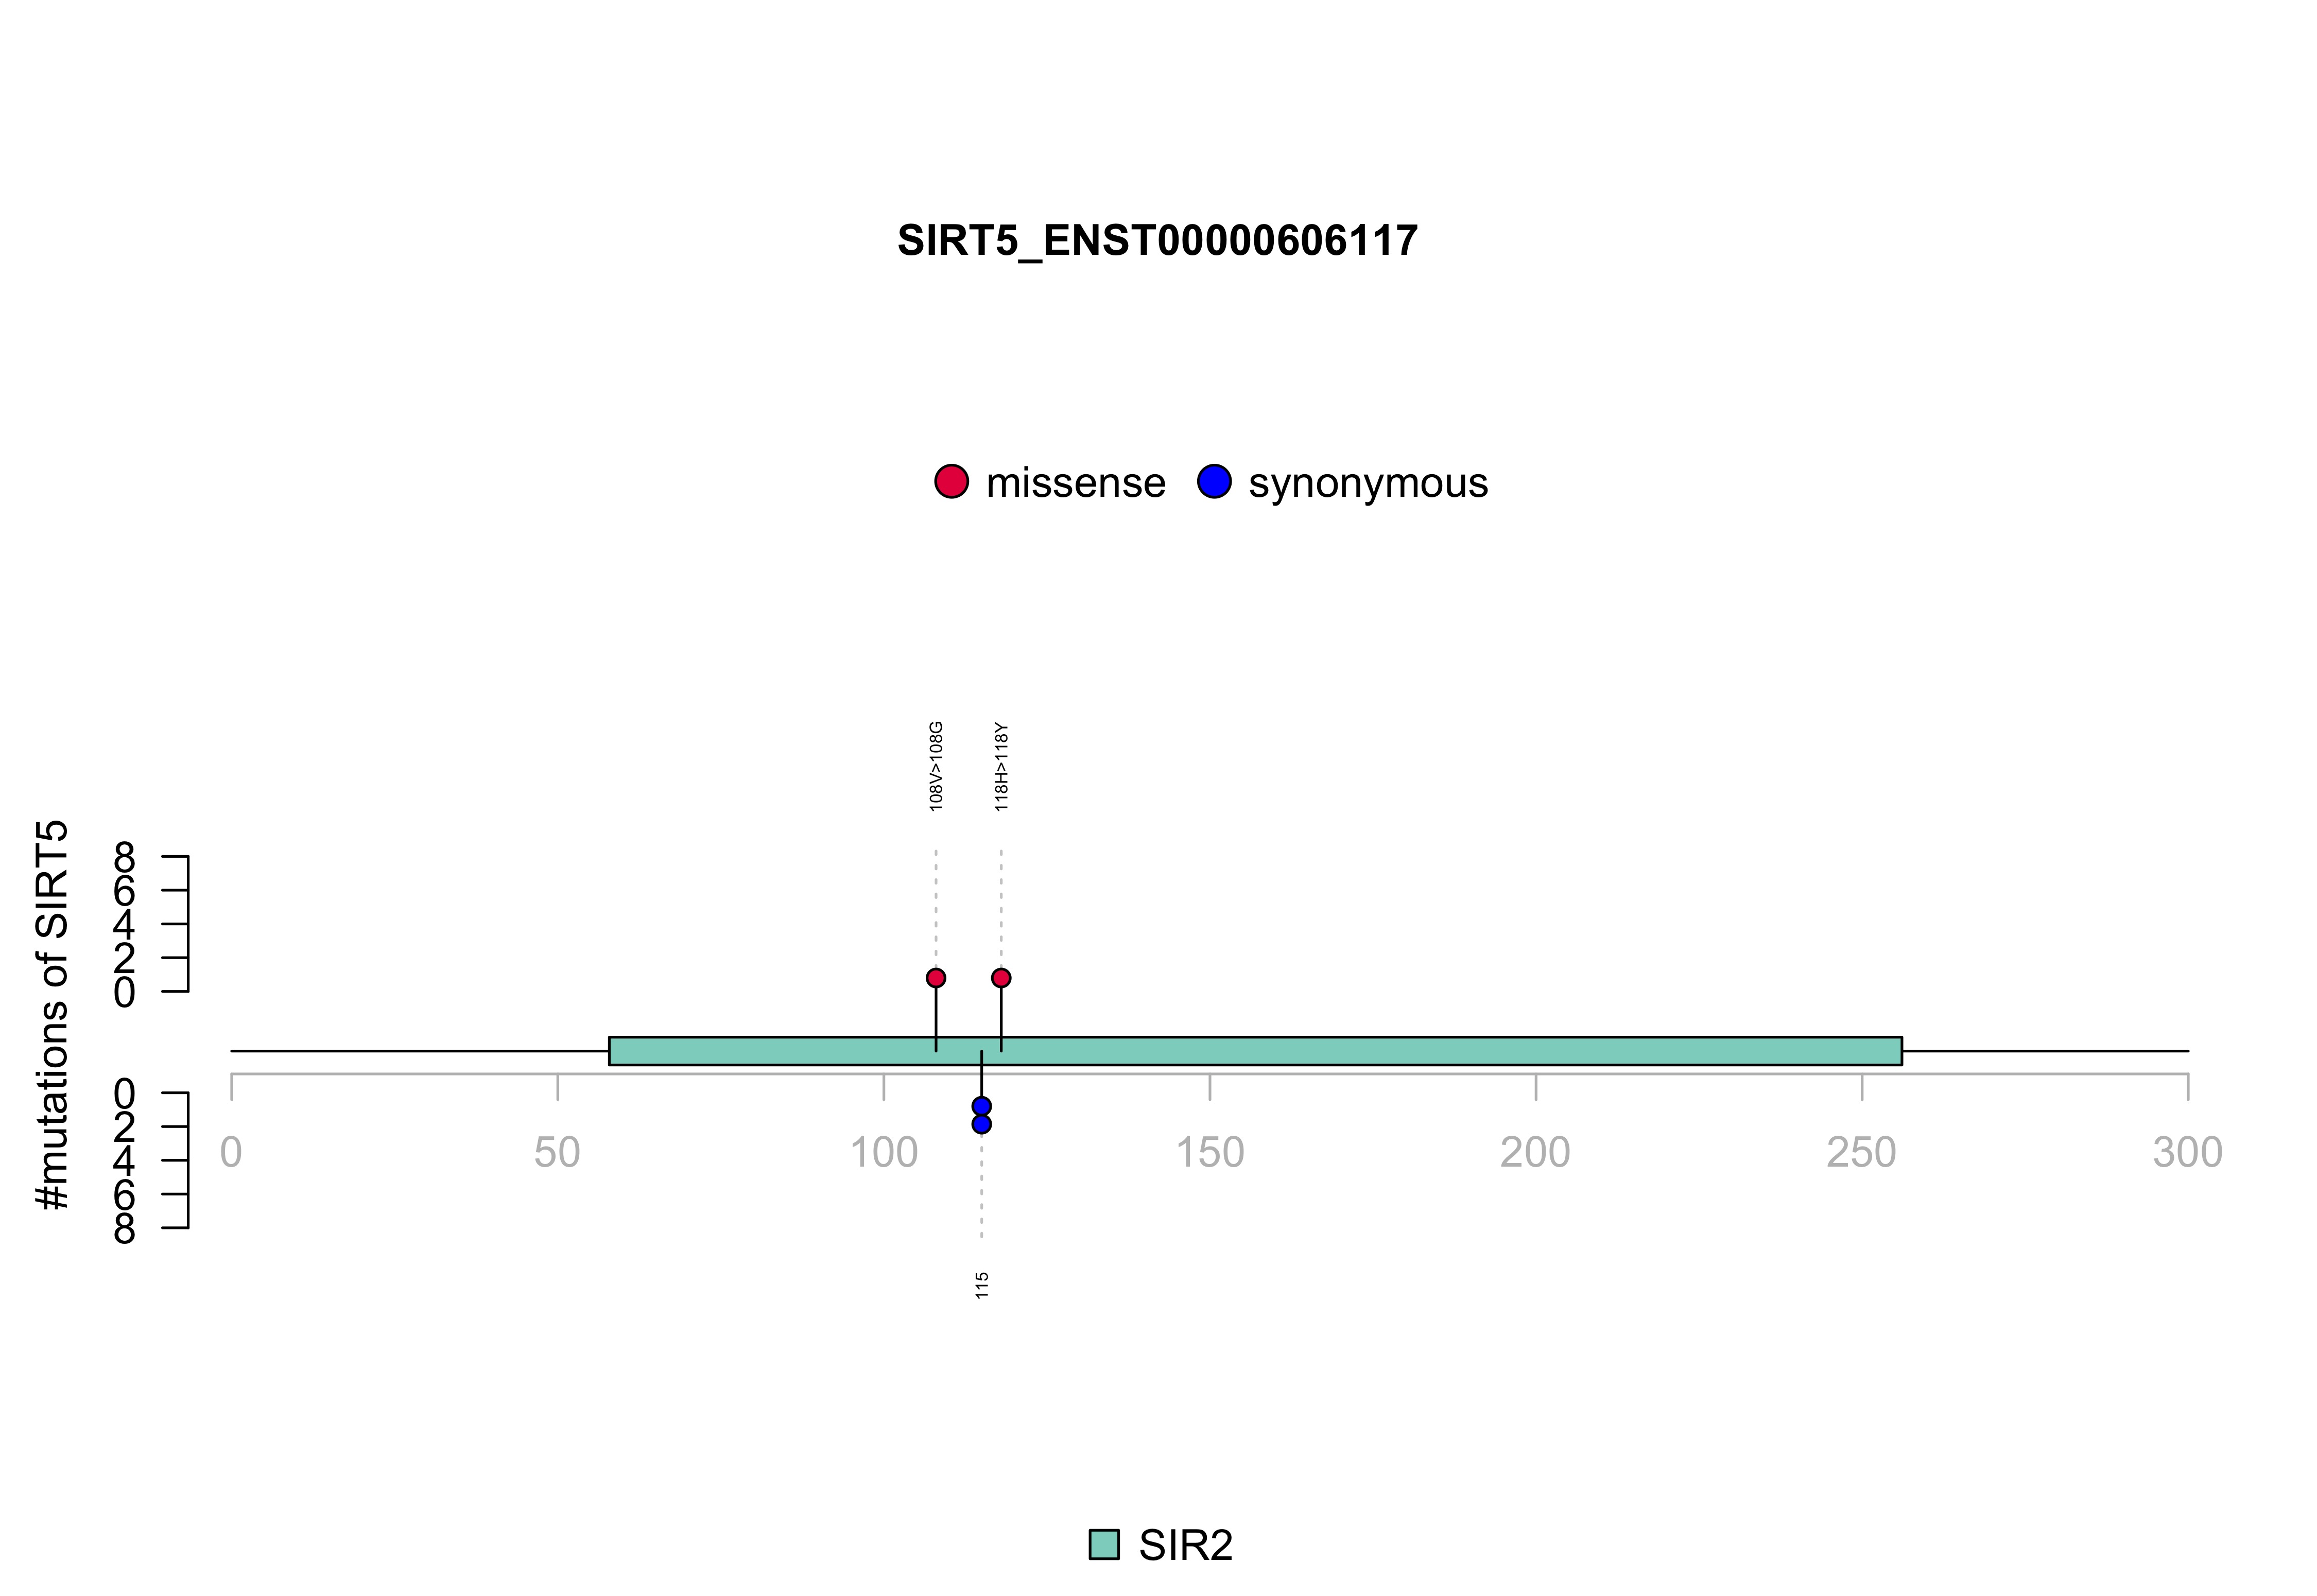 SIRT5_ENST00000606117
missense synonymous
108V>108G
118H>118Y
#mutations of SIRT5
8
6
4
2
0
0
2
4
6
8
0 50 100 150 200 250 300
115
SIR2